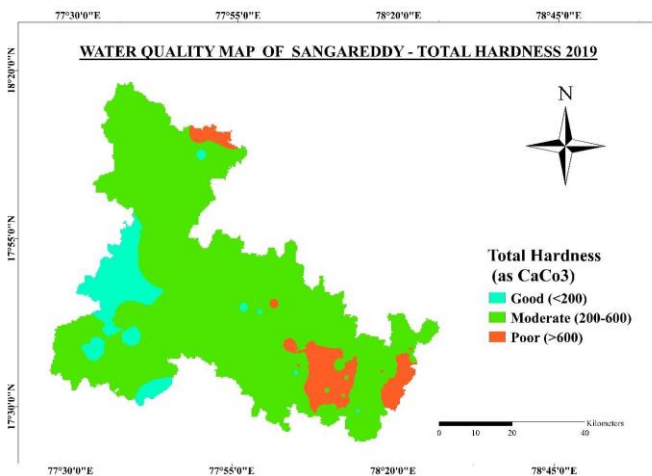 77°30'0"E 77°55'0"E 78°20'0"E 78°45'0"E
WATER QUALITY MAP OF SANGAREDDY - TOTAL HARDNESS 2019
18°20'0"N
N
17°55'0"N
Total Hardness
(as CaCo3)
Good (<200)
Moderate (200-600)
Poor (>600)
17°30'0"N
Kilometers
0 10 20 40
77°30'0"E 77°55'0"E 78°20'0"E 78°45'0"E